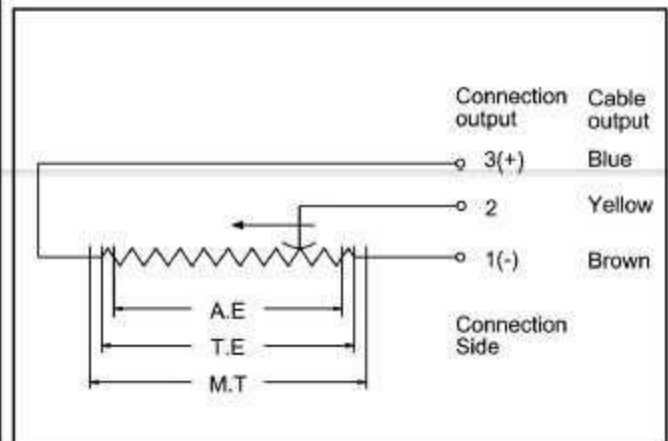 Connection Cable
output output
3(+) Blue
2 Yellow
1(-) Brown
A.E
T.E
M.T
Connection
Side